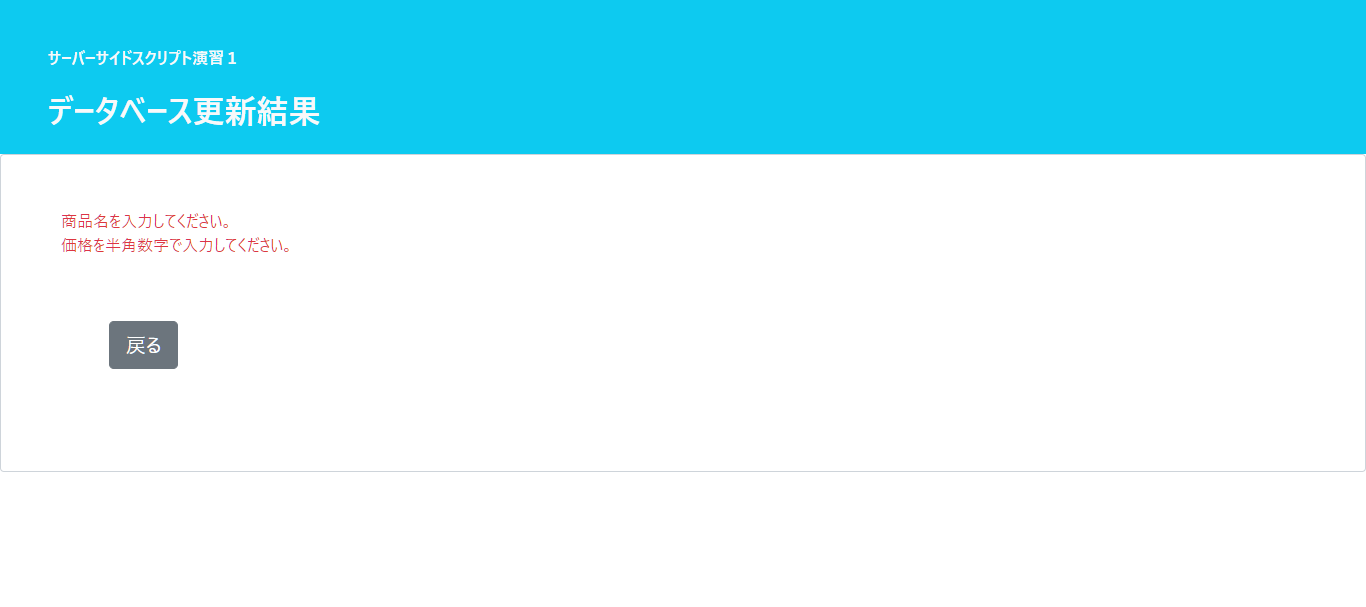 サーバーサイドスクリプト演習１
データベース更新結果
商品名を入力してください。
価格を半角数字で入力してください。
戻る